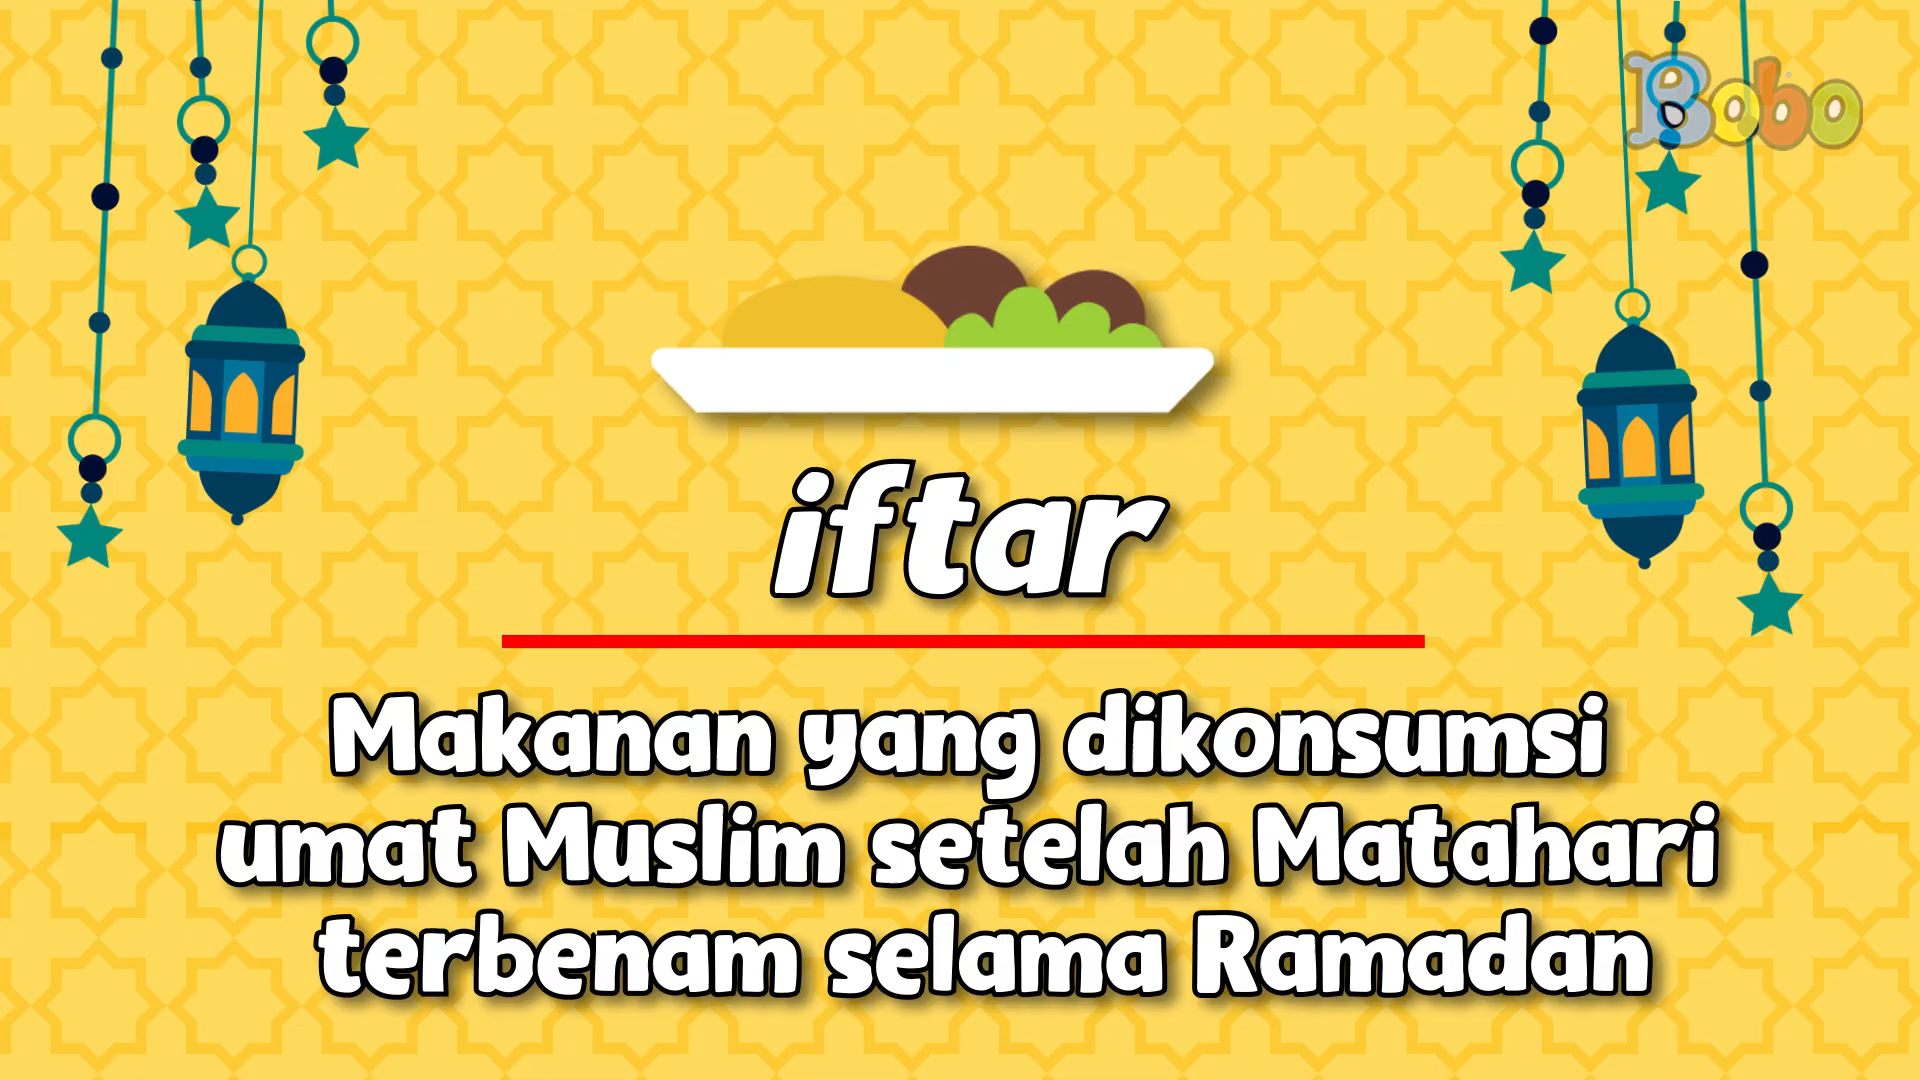 Bobo
iftar
Makanan yang dikonsumsi
umat Muslim setelah Matahari
terbenam selama Ramadan